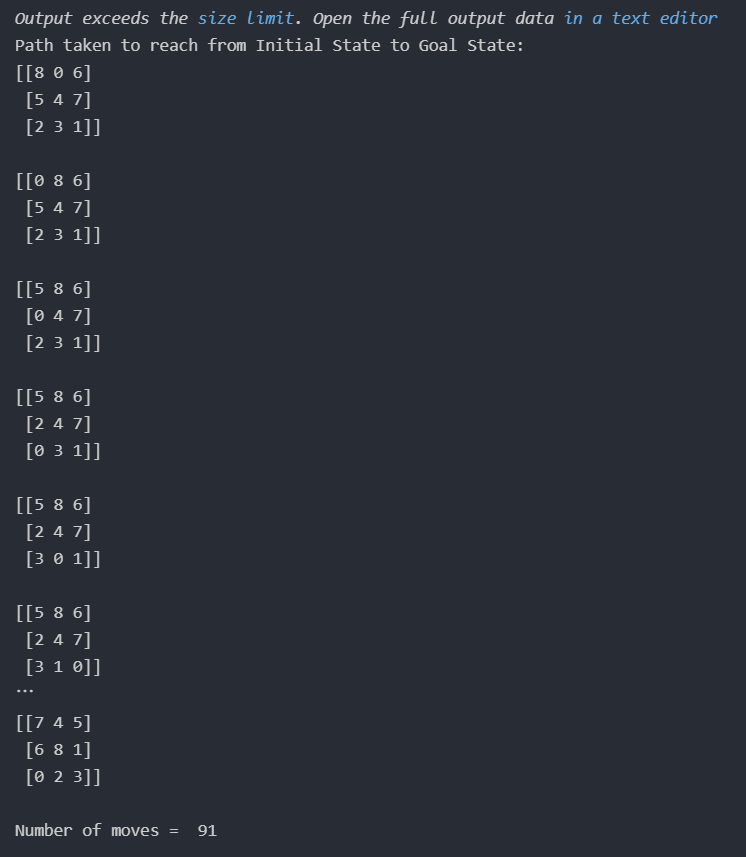 Output exceeds the size limit. Open the full output data in a text editor
Path taken to reach from Initial State to Goal State:
[[8 0 6]
 [5 4 7]
 [2 3 1]]

[[0 8 6]
 [5 4 7]
 [2 3 1]]

[[5 8 6]
 [0 4 7]
 [2 3 1]]

[[5 8 6]
 [2 4 7]
 [0 3 1]]

[[5 8 6]
 [2 4 7]
 [3 0 1]]

[[5 8 6]
 [2 4 7]
 [3 1 0]]
...
[[7 4 5]
 [6 8 1]
 [0 2 3]]

Number of moves =  91